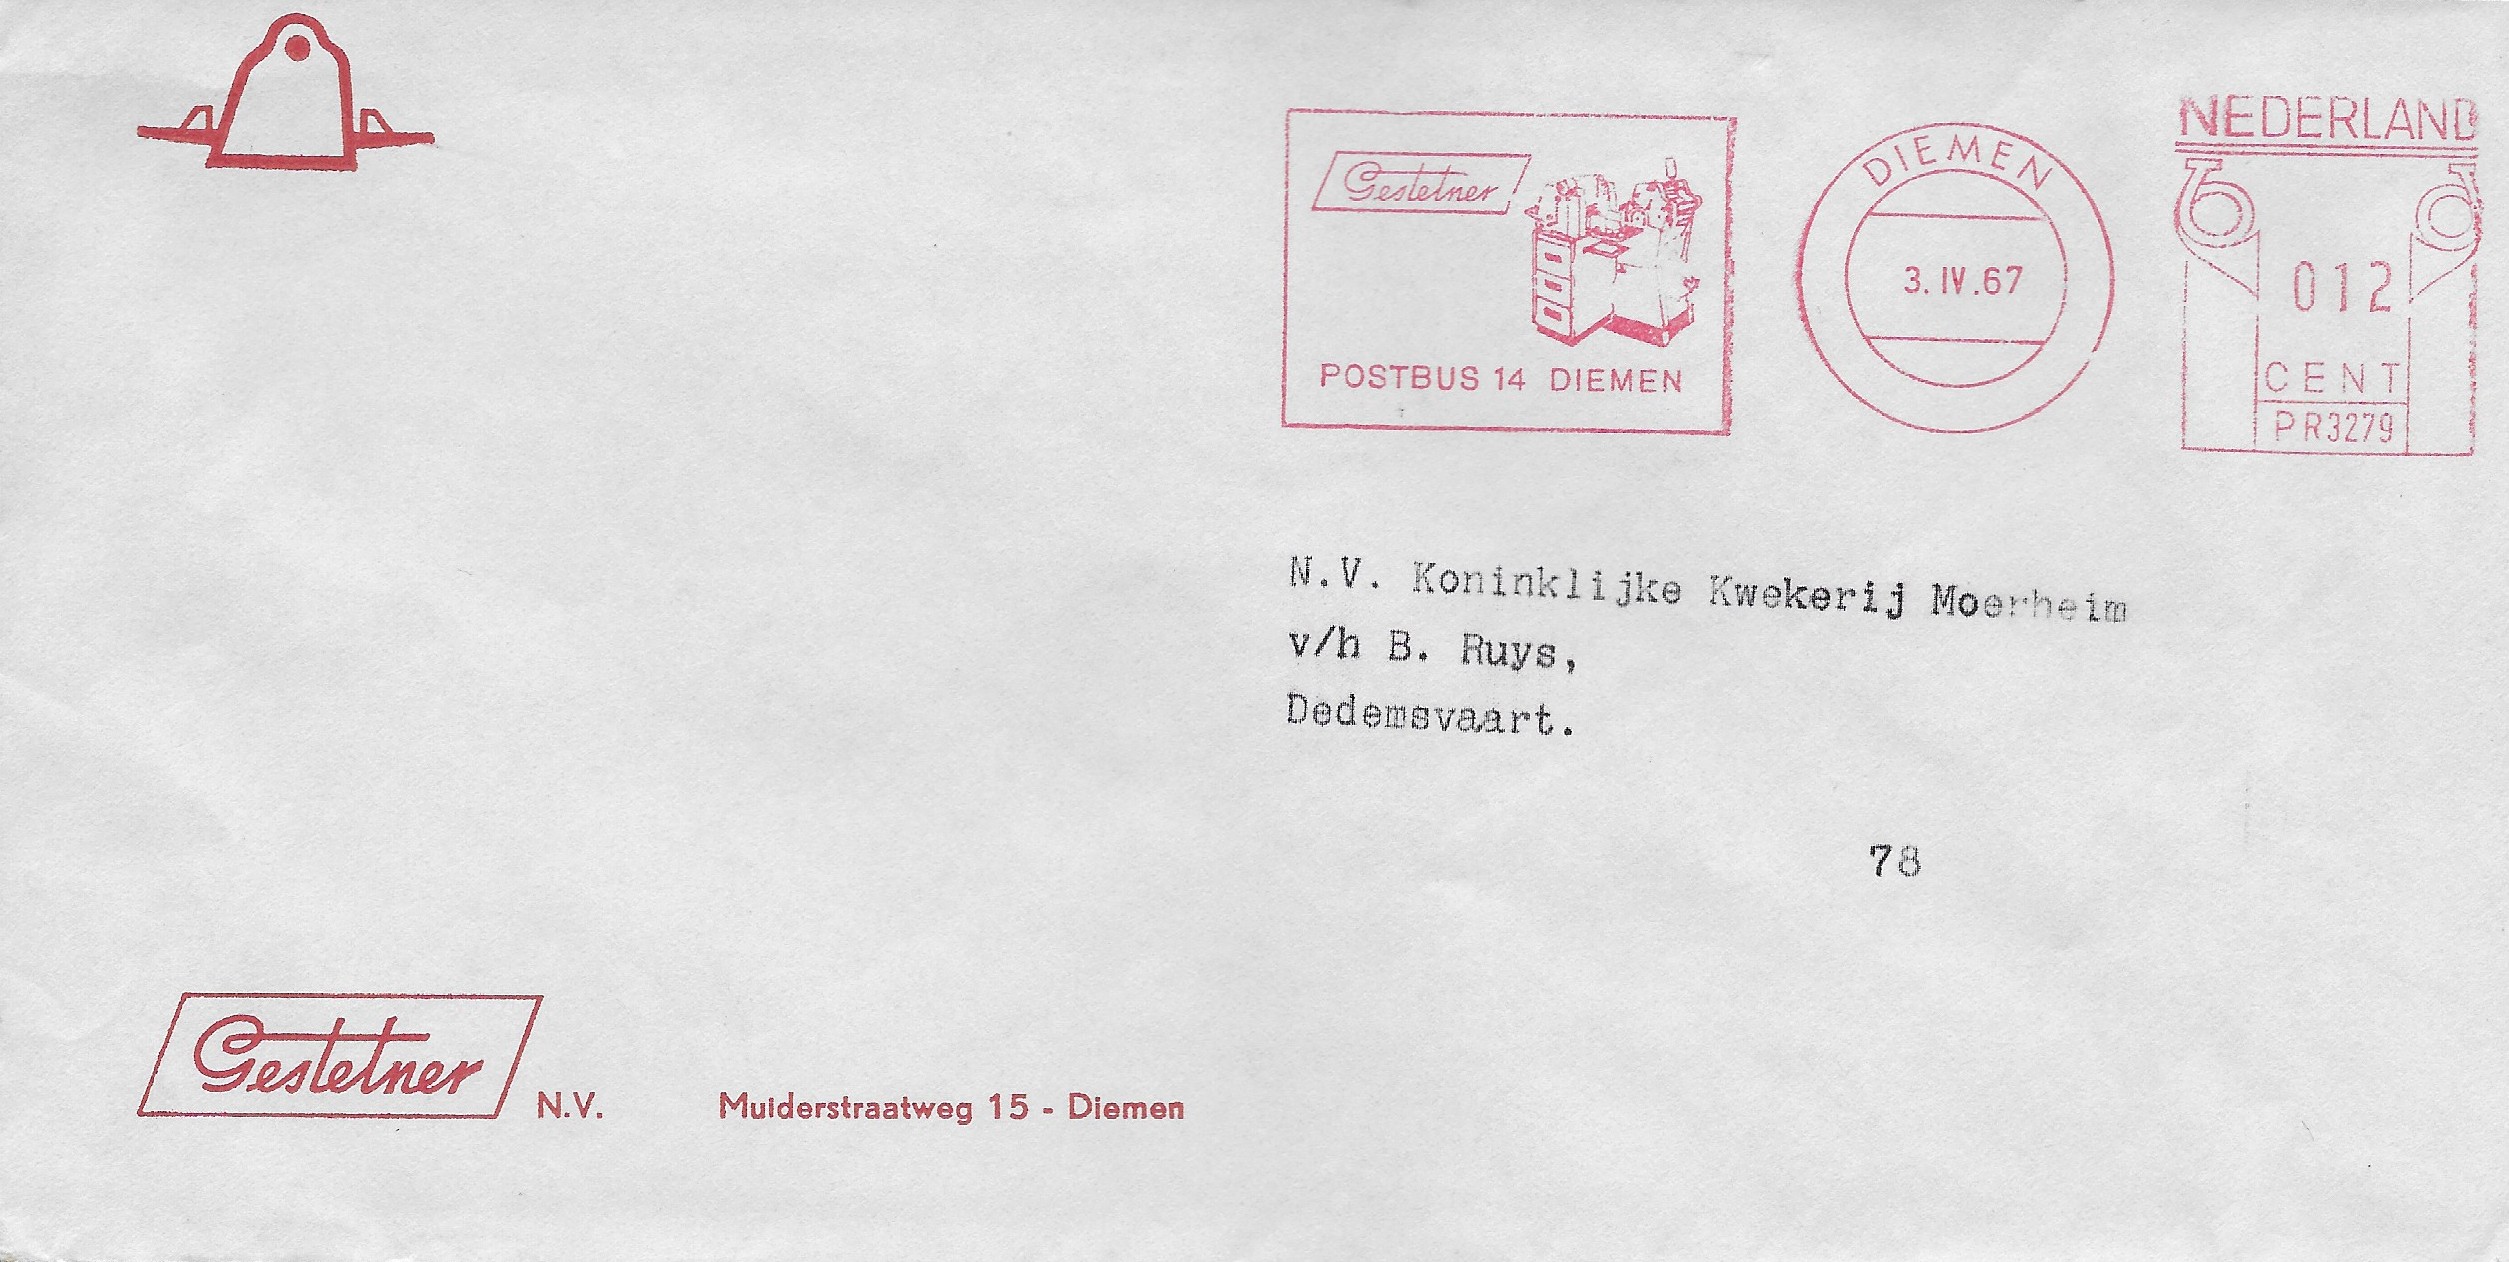 NEDERLAND
Gestetner
DIEMEN
3. IV. 67
012
CENT
PR3279
POSTBUS 14 DIEMEN
N.V. Koninklijke Kwekerij Moerheim
v/h B. Ruys,
Dedemsvaart.
78
Gestetner N.V. Muiderstraatweg 15 - Diemen